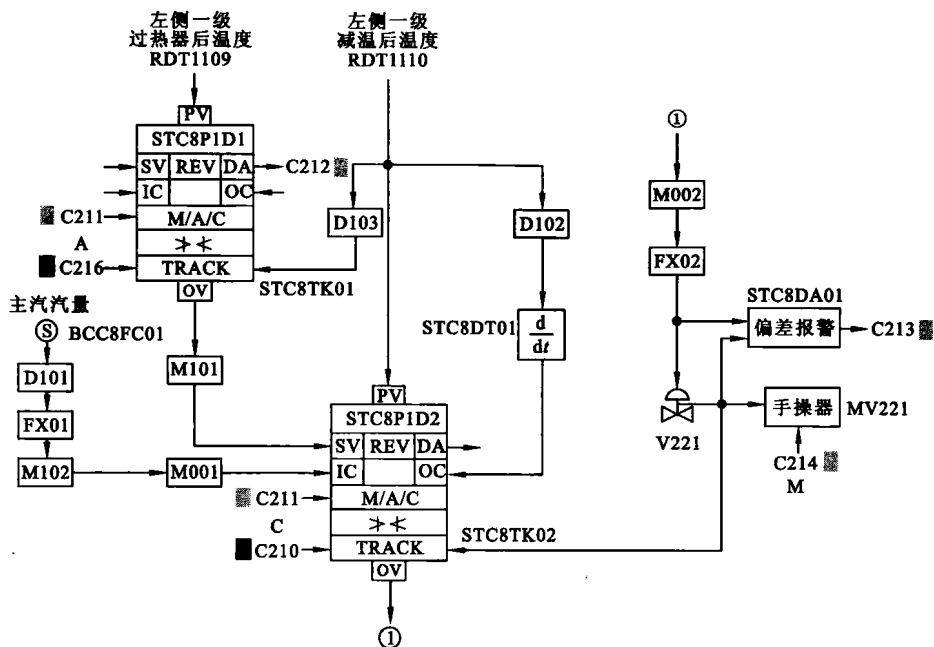 左侧一级
过热器后温度
RDT1109
左侧一级
减温后温度
RDT1110
PV
STC8P1D1
SV REV DA
C212
IC OC
C211
M/A/C
A
C216
TRACK
OV
STC8TK01
D103
D102
①
M002
FX02
STC8DA01
偏差报警
C213
主汽汽量
S
BCC8FC01
D101
FX01
M102
M101
M001
STC8DT01
d
dt
PV
STC8P1D2
SV REV DA
IC OC
C211
M/A/C
C
C210
TRACK
OV
STC8TK02
①
V221
手操器
MV221
C214
M